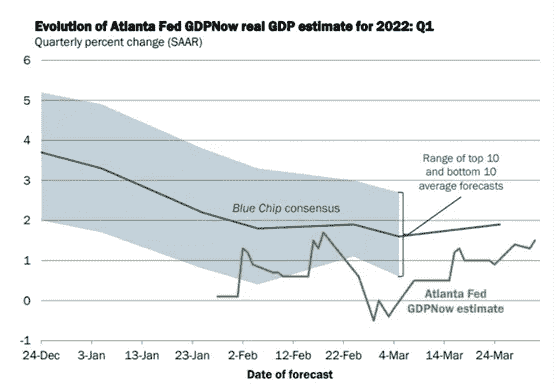 Evolution of Atlanta Fed GDPNow real GDP estimate for 2022: Q1
Quarterly percent change (SAAR)
6
5
4
3
2
1
0
-1
Range of top 10
and bottom 10
average forecasts
Blue Chip consensus
Atlanta Fed
GDPNow estimate
24-Dec 3-Jan 13-Jan 23-Jan 2-Feb 12-Feb 22-Feb 4-Mar 14-Mar 24-Mar
Date of forecast